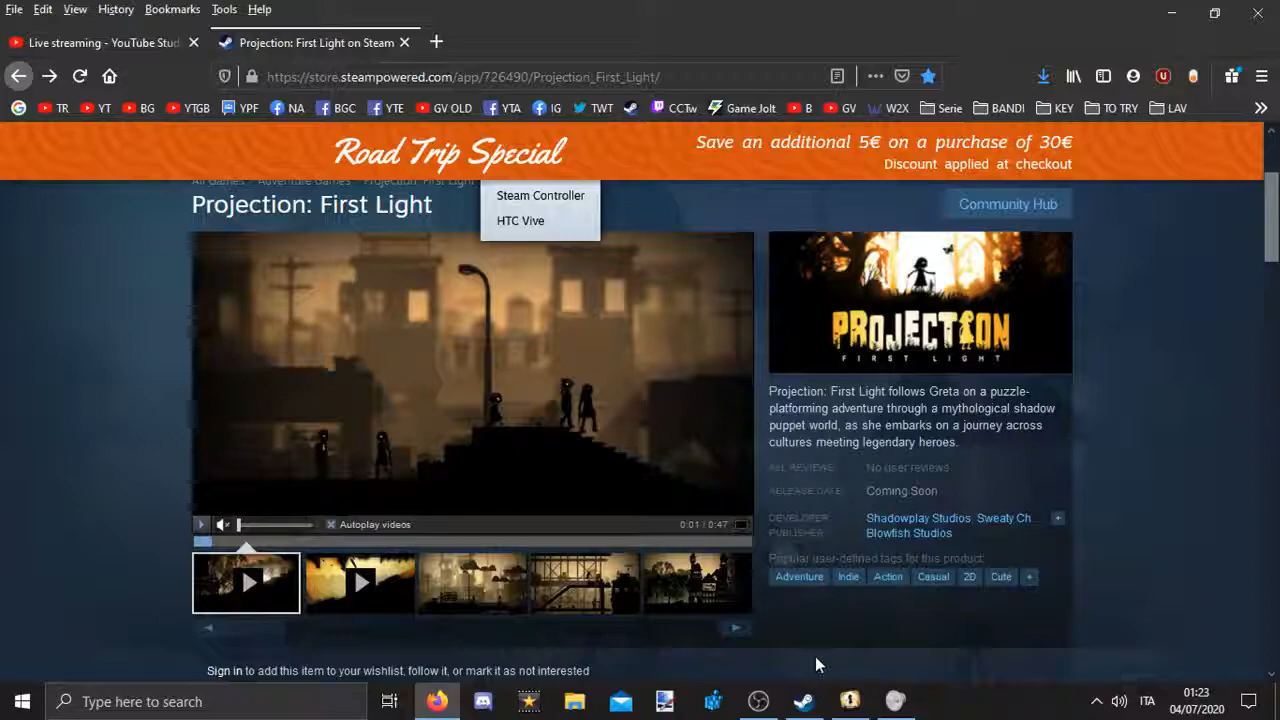 File Edit View History Bookmarks Tools Help
Live streaming - YouTube Stud
Projection: First Light on Steam
https://store.steampowered.com/app/726490/Projection_First_Light/
TR YT BG YTGB YPF NA BGC YTE GV OLD YTA IG TWT CCTw Game Jolt B GV W2X Serie BANDI KEY TO TRY LAV
Road Trip Special
Save an additional 5€ on a purchase of 30€
Discount applied at checkout
All Games > Adventure Games > Projection: First Light
Steam Controller
HTC Vive
Projection: First Light
Community Hub
PROJECTION
FIRST LIGHT
Projection: First Light follows Greta on a puzzle-
platforming adventure through a mythological shadow
puppet world, as she embarks on a journey across
cultures meeting legendary heroes.
ALL REVIEWS: No user reviews
RELEASE DATE: Coming Soon
DEVELOPER: Shadowplay Studios, Sweaty Ch +
PUBLISHER: Blowfish Studios
Popular user-defined tags for this product:
Adventure Indie Action Casual 2D Cute +
Autoplay videos
0:01 / 0:47
Sign in to add this item to your wishlist, follow it, or mark it as not interested
Type here to search
ITA
01:23
04/07/2020